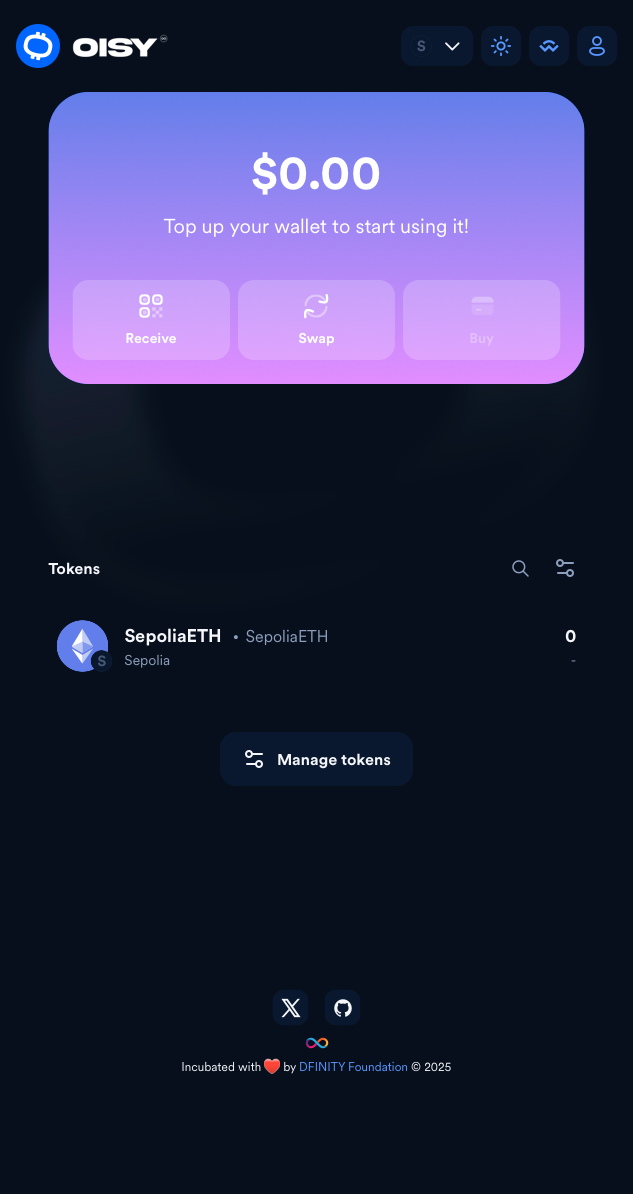 OISY
S
$0.00
Top up your wallet to start using it!
Receive
Swap
Buy
Tokens
SepoliaETH • SepoliaETH
0
Sepolia
-
S
Manage tokens
Incubated with ❤️ by DFINITY Foundation © 2025